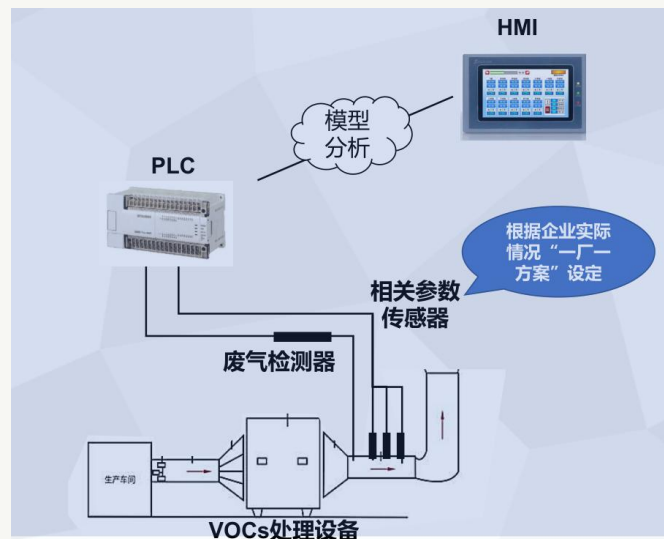 HMI
模型
分析
PLC
根据企业实际
情况“一厂一
方案”设定
相关参数
传感器
废气检测器
生产车间
VOCs处理设备